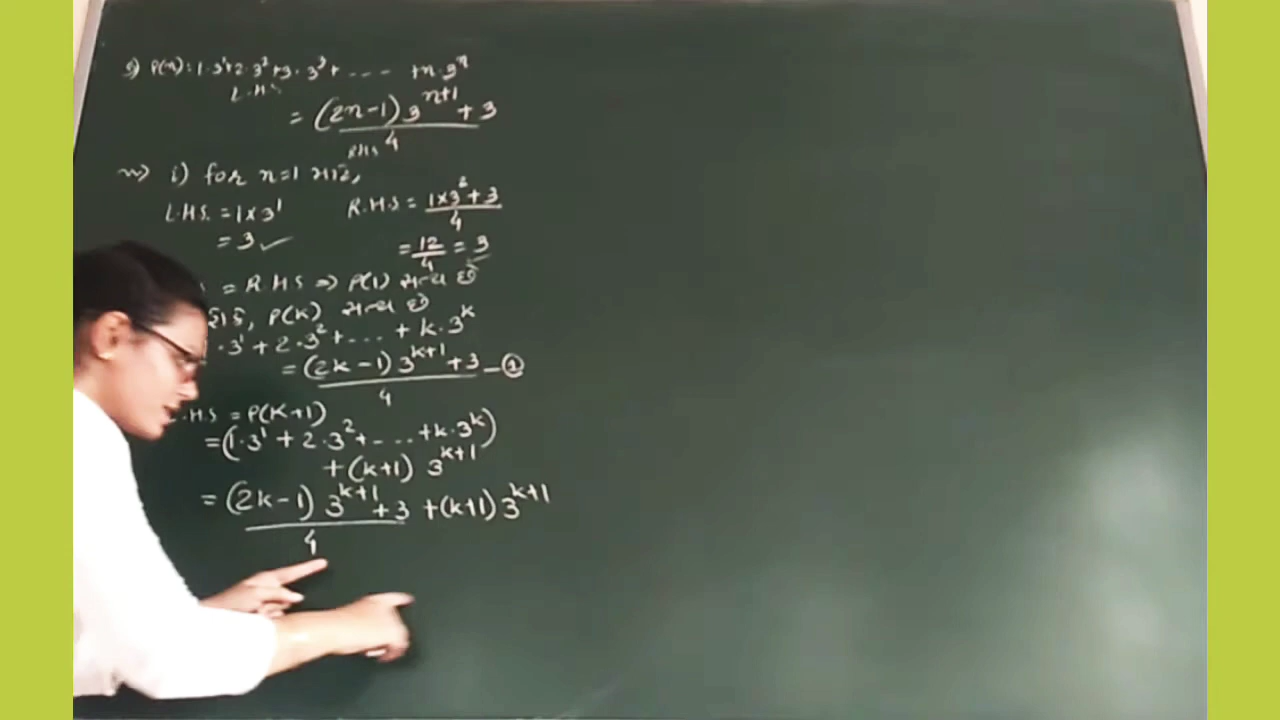 5) P(n): 1·3¹+2·3²+3·3³+ ---- +n·3ⁿ
L.H.S
= (2n-1)3ⁿ⁺¹ + 3
4
RHS
i) for n=1 માટે,
L.H.S. = 1×3¹ R.H.S = 1×3² + 3
4
= 3 ✓ = 12/4 = 3 ✓
= R.H.S ⇒ P(1) સત્ય છે
P(k) સત્ય છે
·3¹ + 2·3² + ... + k·3ᵏ
= (2k-1) 3ᵏ⁺¹ + 3 — ①
4
.H.S = P(k+1)
= (1·3¹ + 2·3² + .... + k·3ᵏ)
+ (k+1) 3ᵏ⁺¹
= (2k-1) 3ᵏ⁺¹ + 3 + (k+1) 3ᵏ⁺¹
4